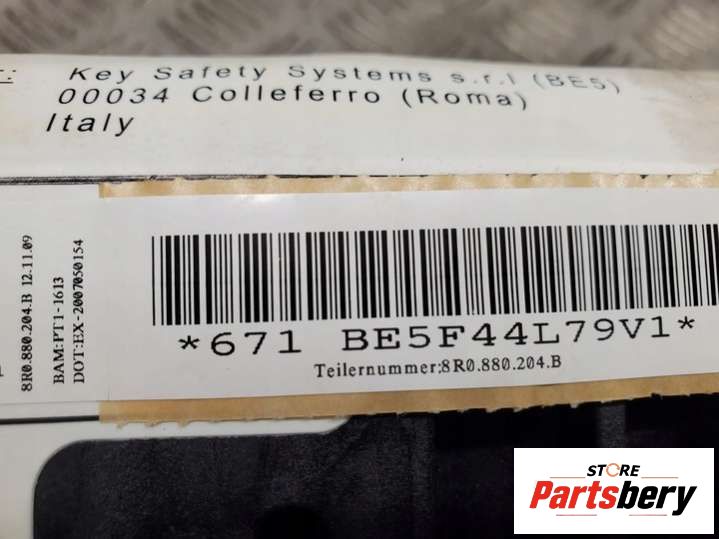 Key Safety Systems s.r.l (BE5)
00034 Colleferro (Roma)
Italy
8R0.880.204.B 12.11.09
BAM:PT1-1613
DOT:EX-2007050154
*671 BE5F44L79V1*
Teilernummer:8R0.880.204.B
STORE
Partsbery